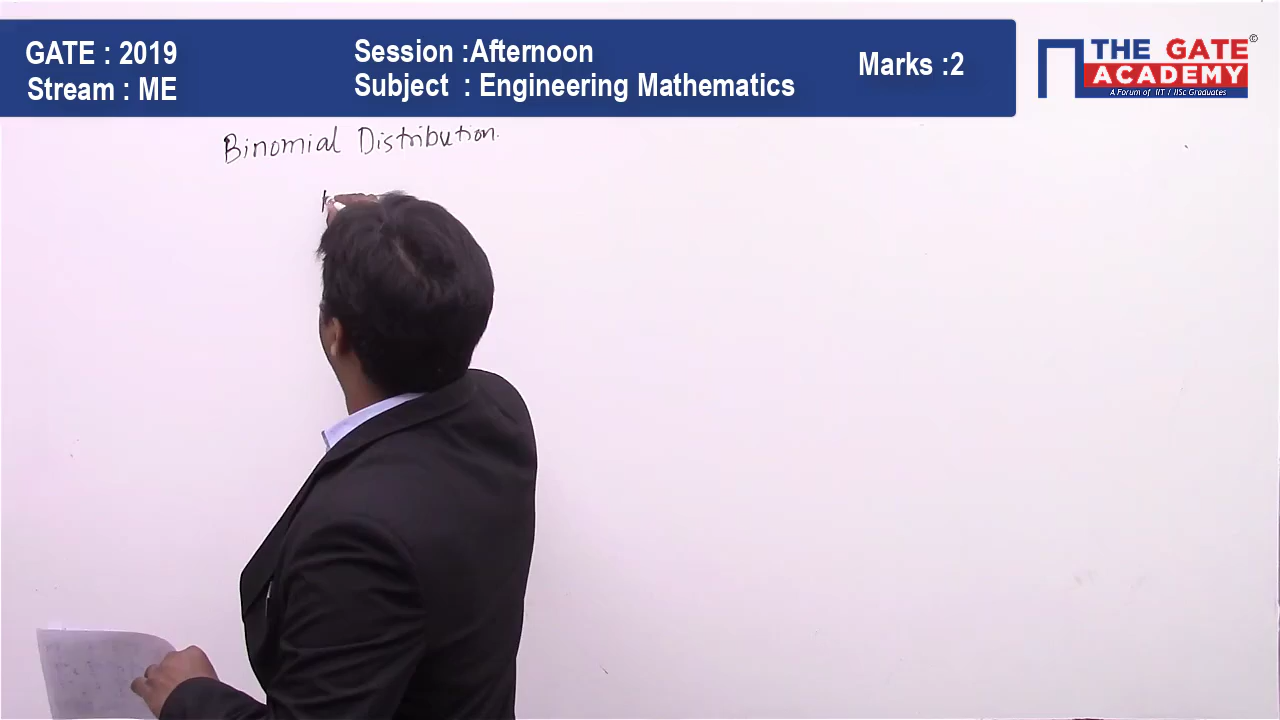 GATE : 2019
Stream : ME
Session :Afternoon
Subject : Engineering Mathematics
Marks :2
THE GATE ©
ACADEMY
A Forum of IIT / IISc Graduates
Binomial Distribution.